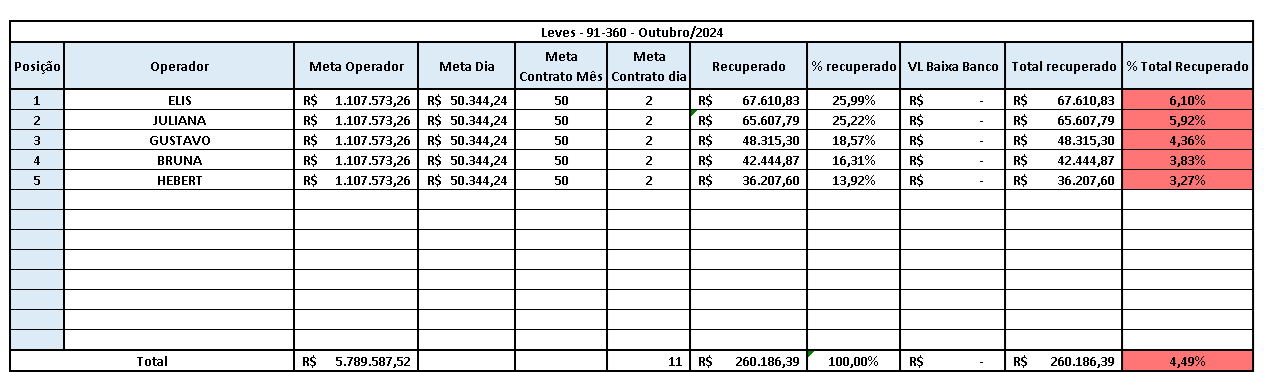 Leves - 91-360 - Outubro/2024
Posição Operador Meta Operador Meta Dia Meta Contrato Mês Meta Contrato dia Recuperado % recuperado VL Baixa Banco Total recuperado % Total Recuperado
1 ELIS R$ 1.107.573,26 R$ 50.344,24 50 2 R$ 67.610,83 25,99% R$ - R$ 67.610,83 6,10%
2 JULIANA R$ 1.107.573,26 R$ 50.344,24 50 2 R$ 65.607,79 25,22% R$ - R$ 65.607,79 5,92%
3 GUSTAVO R$ 1.107.573,26 R$ 50.344,24 50 2 R$ 48.315,30 18,57% R$ - R$ 48.315,30 4,36%
4 BRUNA R$ 1.107.573,26 R$ 50.344,24 50 2 R$ 42.444,87 16,31% R$ - R$ 42.444,87 3,83%
5 HEBERT R$ 1.107.573,26 R$ 50.344,24 50 2 R$ 36.207,60 13,92% R$ - R$ 36.207,60 3,27%
Total R$ 5.789.587,52 11 R$ 260.186,39 100,00% R$ - R$ 260.186,39 4,49%